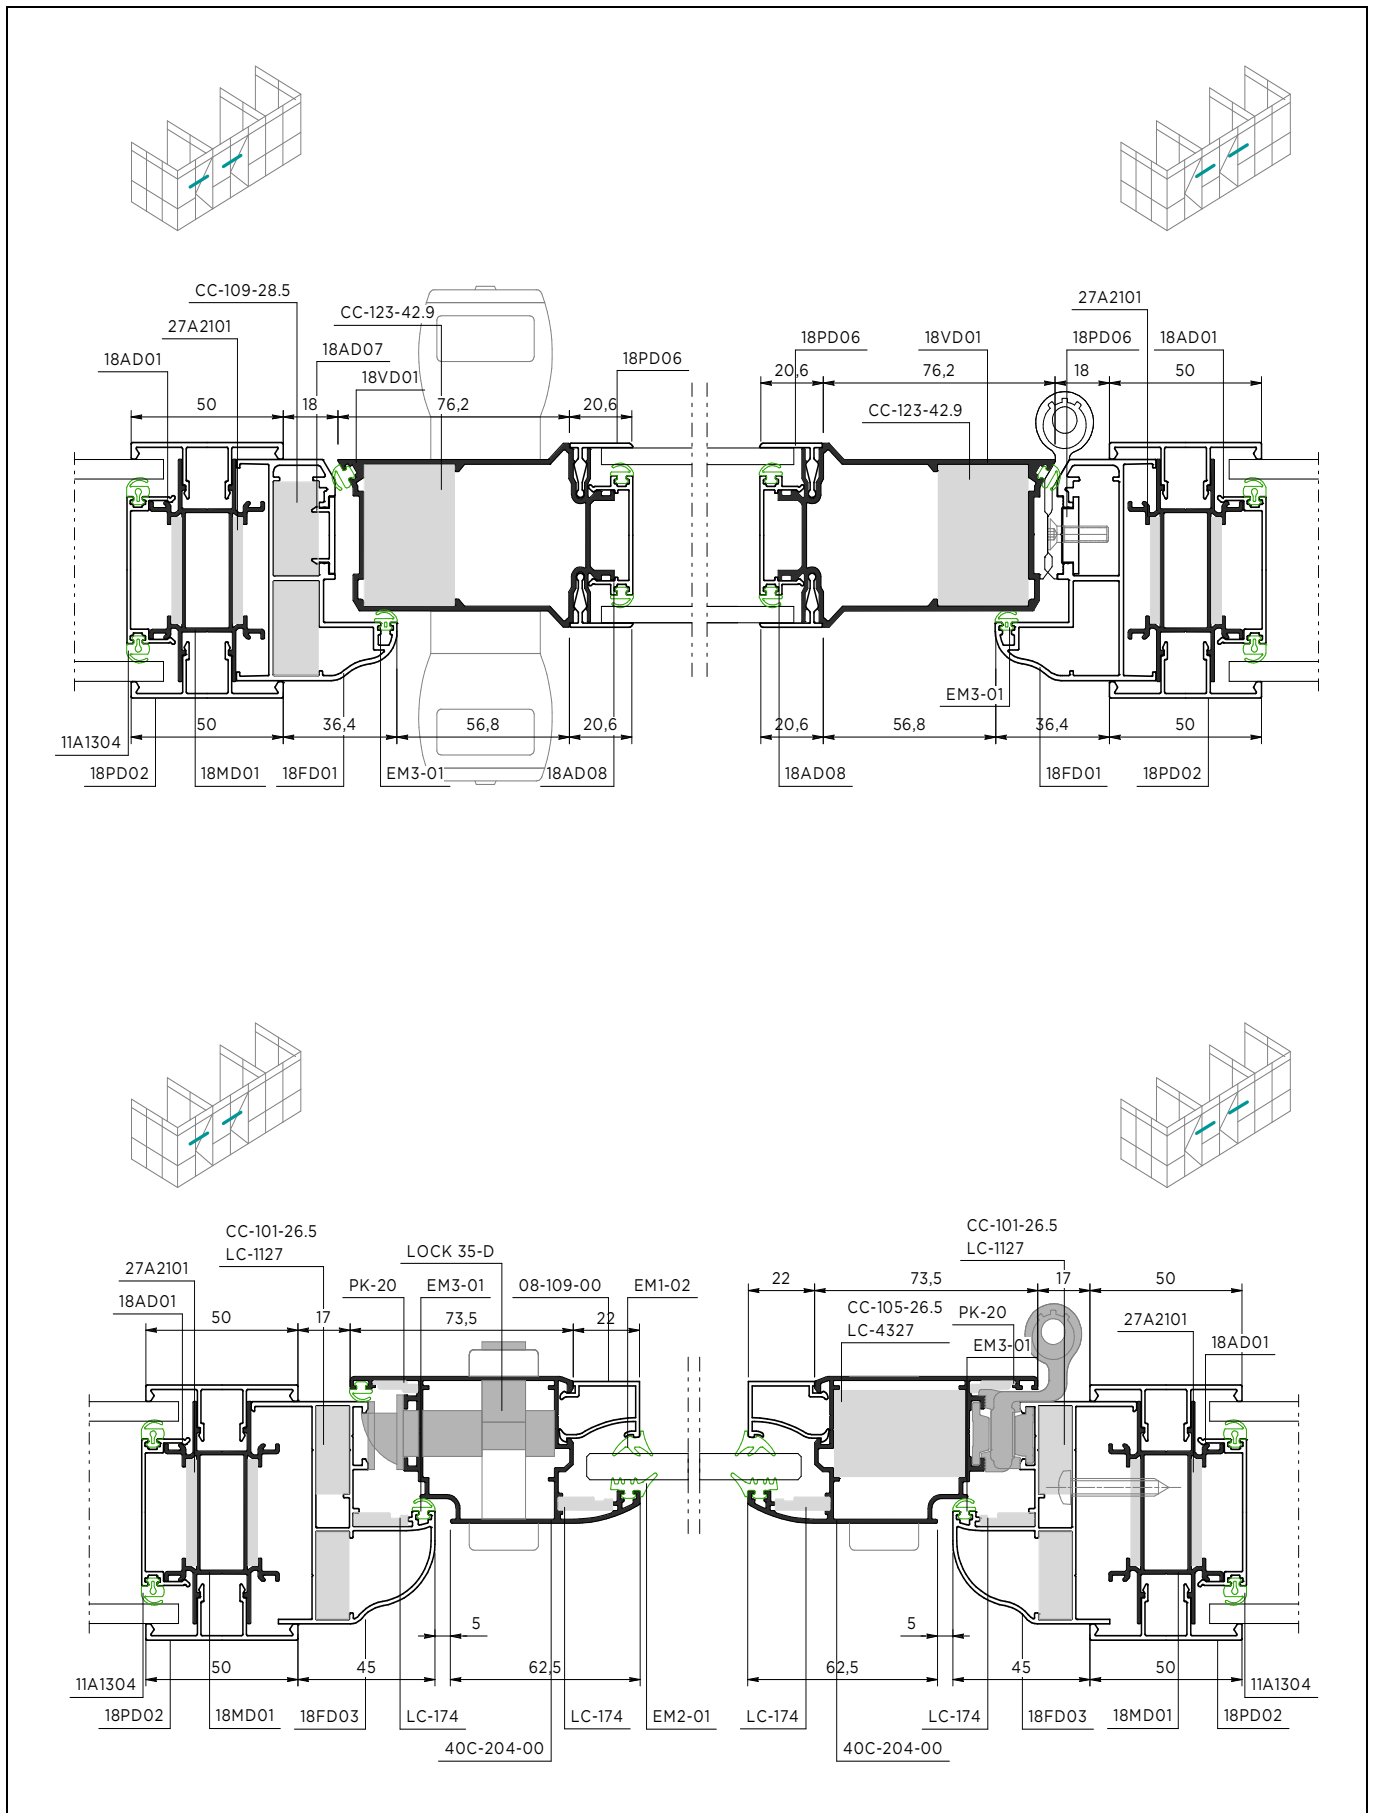 CC-109-28.5
CC-123-42.9
27A2101
18AD01
18AD07
18VD01
18PD06
50
18
76,2
20,6
50
36,4
56,8
20,6
11A1304
18PD02
18MD01
18FD01
EM3-01
18AD08
27A2101
18PD06
18VD01
18PD06
18AD01
20,6
76,2
18
50
CC-123-42.9
EM3-01
20,6
56,8
36,4
50
18AD08
18FD01
18PD02
CC-101-26.5
LC-1127
LOCK 35-D
27A2101
PK-20
EM3-01
08-109-00
EM1-02
18AD01
50
17
73,5
22
5
50
45
62,5
11A1304
18PD02
18MD01
18FD03
LC-174
LC-174
EM2-01
40C-204-00
CC-101-26.5
LC-1127
22
73,5
17
50
CC-105-26.5
LC-4327
PK-20
27A2101
EM3-01
18AD01
5
62,5
45
50
11A1304
LC-174
LC-174
18FD03
18MD01
18PD02
40C-204-00